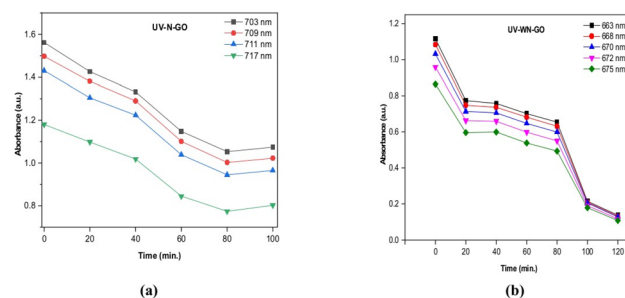 UV-N-GO
703 nm
709 nm
711 nm
717 nm
Aborbance (a.u.)
1.6
1.4
1.2
1.0
0.8
0 20 40 60 80 100
Time (min.)
(a)
UV-WN-GO
663 nm
668 nm
670 nm
672 nm
675 nm
Absorbance (a.u.)
1.2
1.0
0.8
0.6
0.4
0.2
0.0
0 20 40 60 80 100 120
Time (min.)
(b)